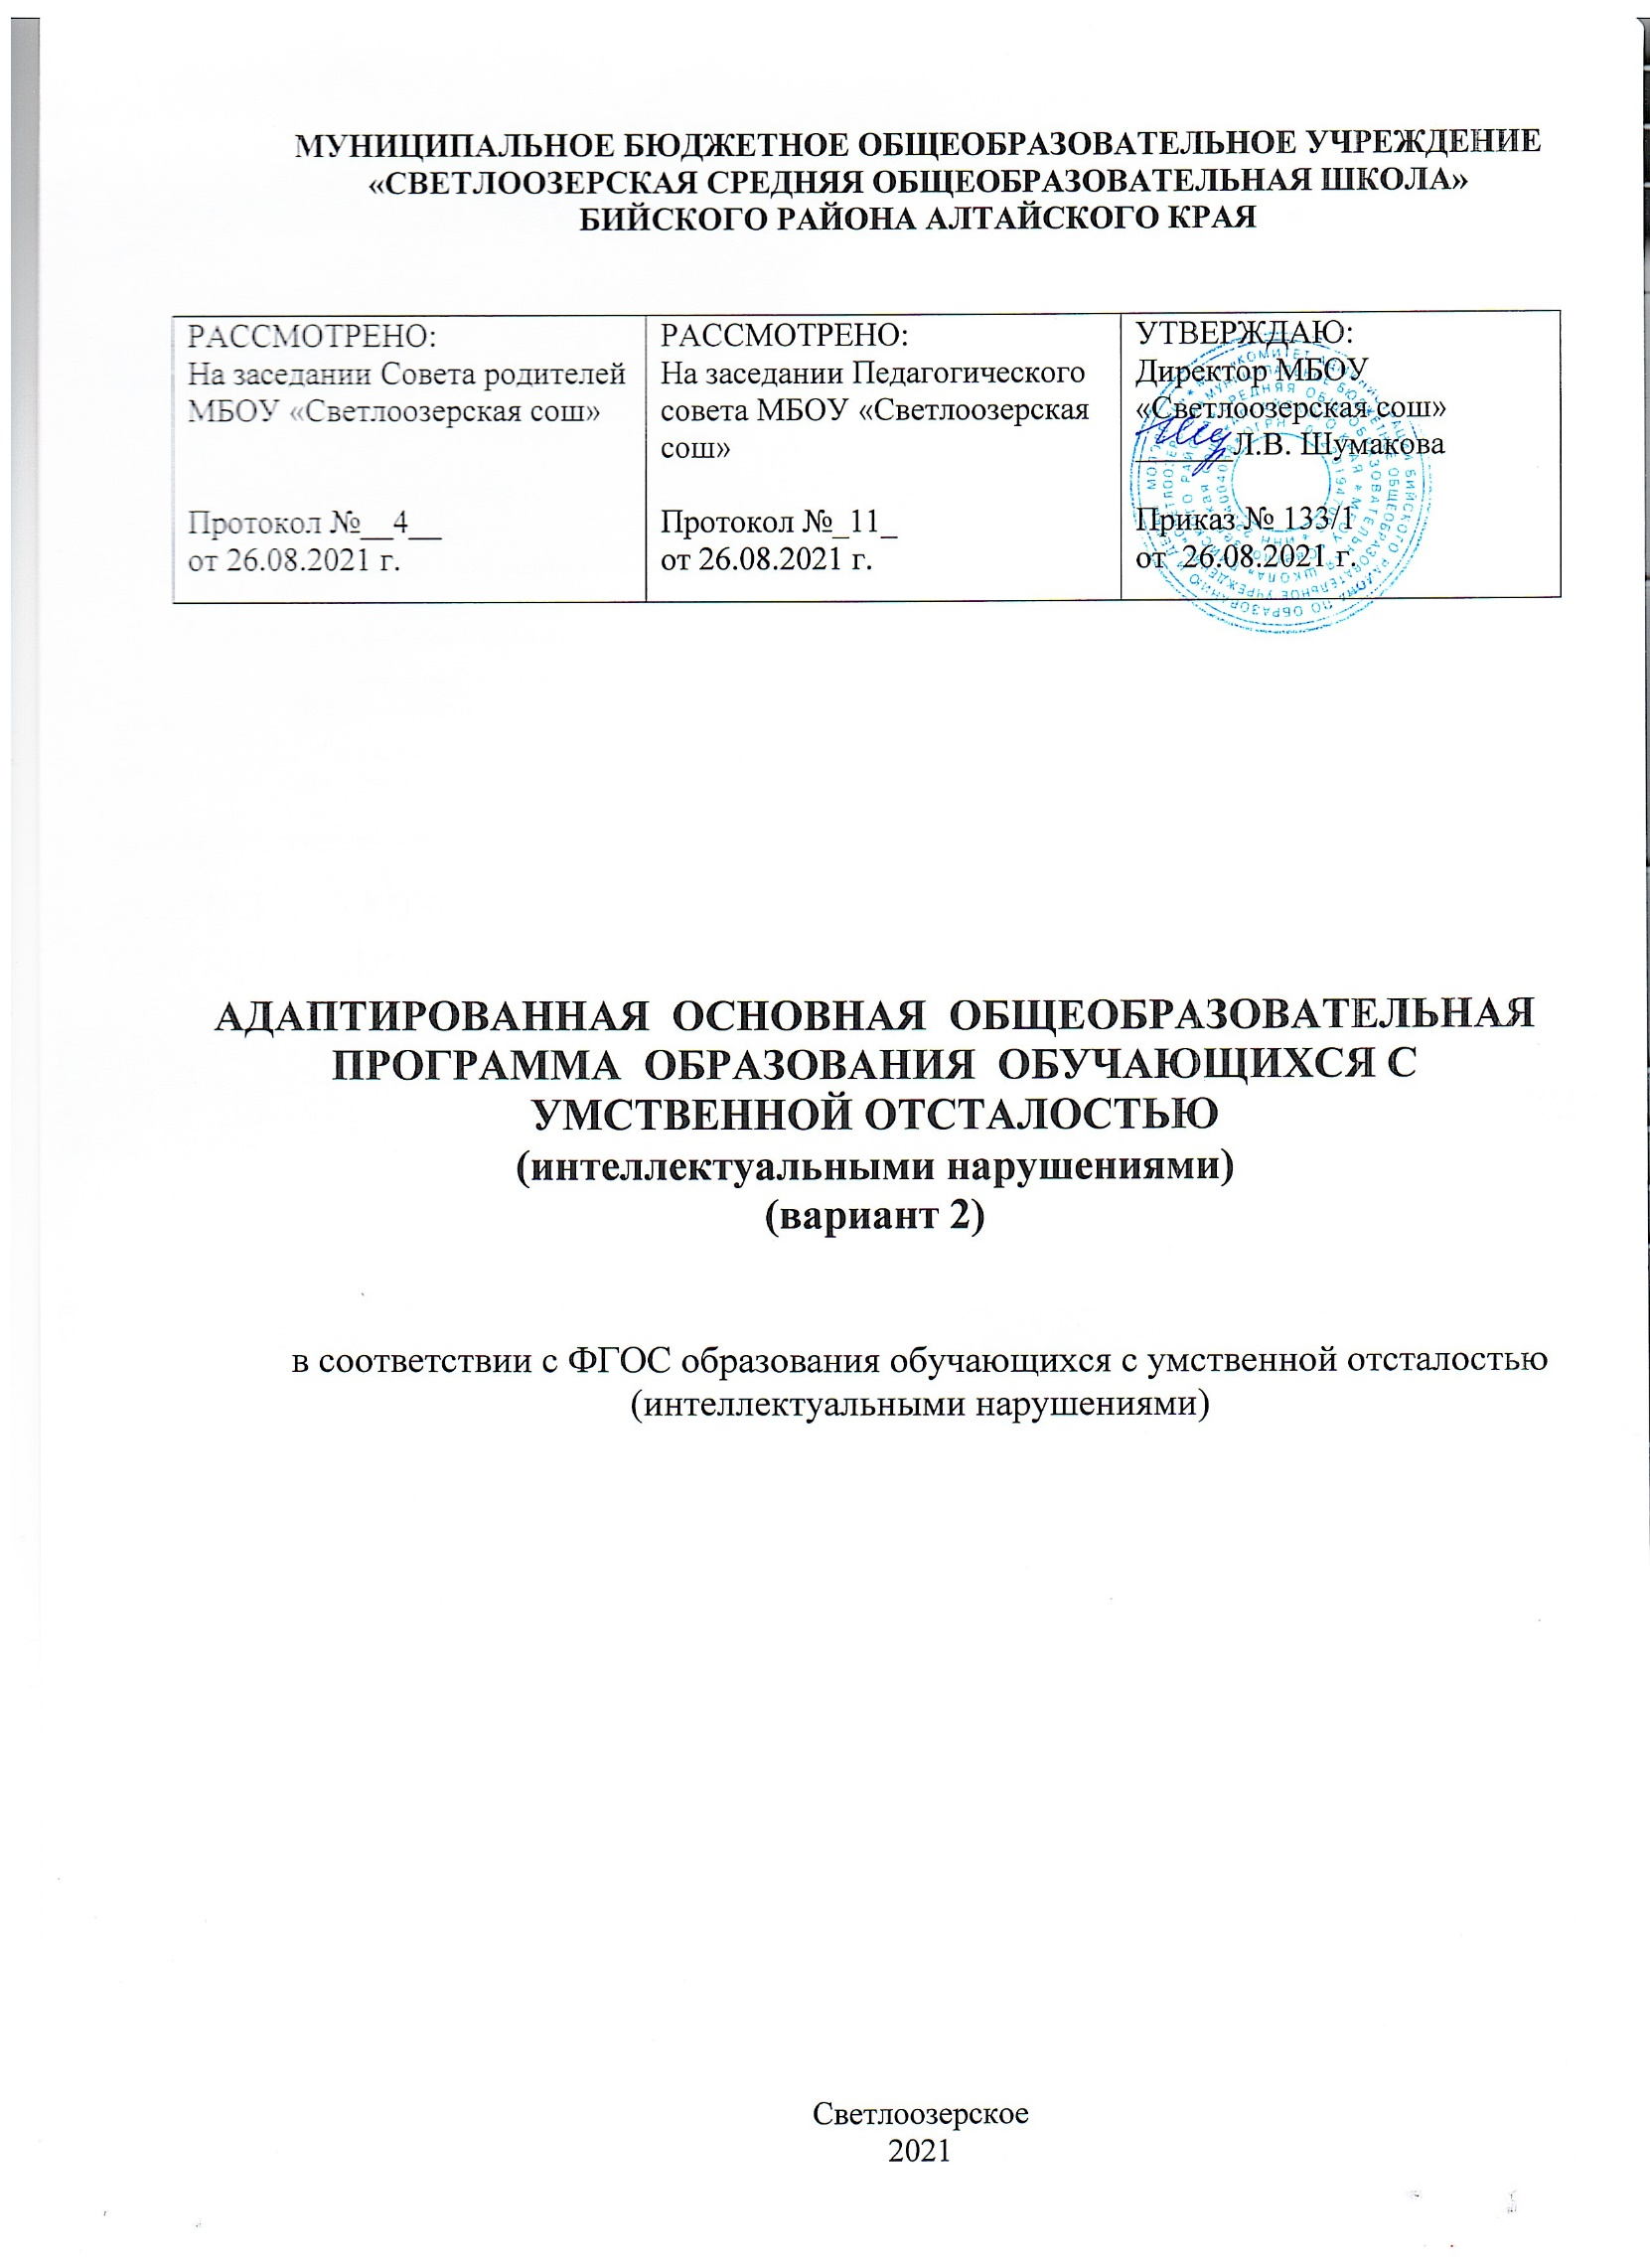 МУНИЦИПАЛЬНОЕ БЮДЖЕТНОЕ ОБЩЕОБРАЗОВАТЕЛЬНОЕ УЧРЕЖДЕНИЕ
«СВЕТЛООЗЕРСКАЯ СРЕДНЯЯ ОБЩЕОБРАЗОВАТЕЛЬНАЯ ШКОЛА»
БИЙСКОГО РАЙОНА АЛТАЙСКОГО КРАЯ
РАССМОТРЕНО:
На заседании Совета родителей
МБОУ «Светлоозерская сош»
Протокол №__4__
от 26.08.2021 г.
РАССМОТРЕНО:
На заседании Педагогического
совета МБОУ «Светлоозерская
сош»
Протокол №_11_
от 26.08.2021 г.
УТВЕРЖДАЮ:
Директор МБОУ
«Светлоозерская сош»
______Л.В. Шумакова
Приказ № 133/1
от 26.08.2021 г.
АДАПТИРОВАННАЯ ОСНОВНАЯ ОБЩЕОБРАЗОВАТЕЛЬНАЯ
ПРОГРАММА ОБРАЗОВАНИЯ ОБУЧАЮЩИХСЯ С
УМСТВЕННОЙ ОТСТАЛОСТЬЮ
(интеллектуальными нарушениями)
(вариант 2)
в соответствии с ФГОС образования обучающихся с умственной отсталостью
(интеллектуальными нарушениями)
Светлоозерское
2021